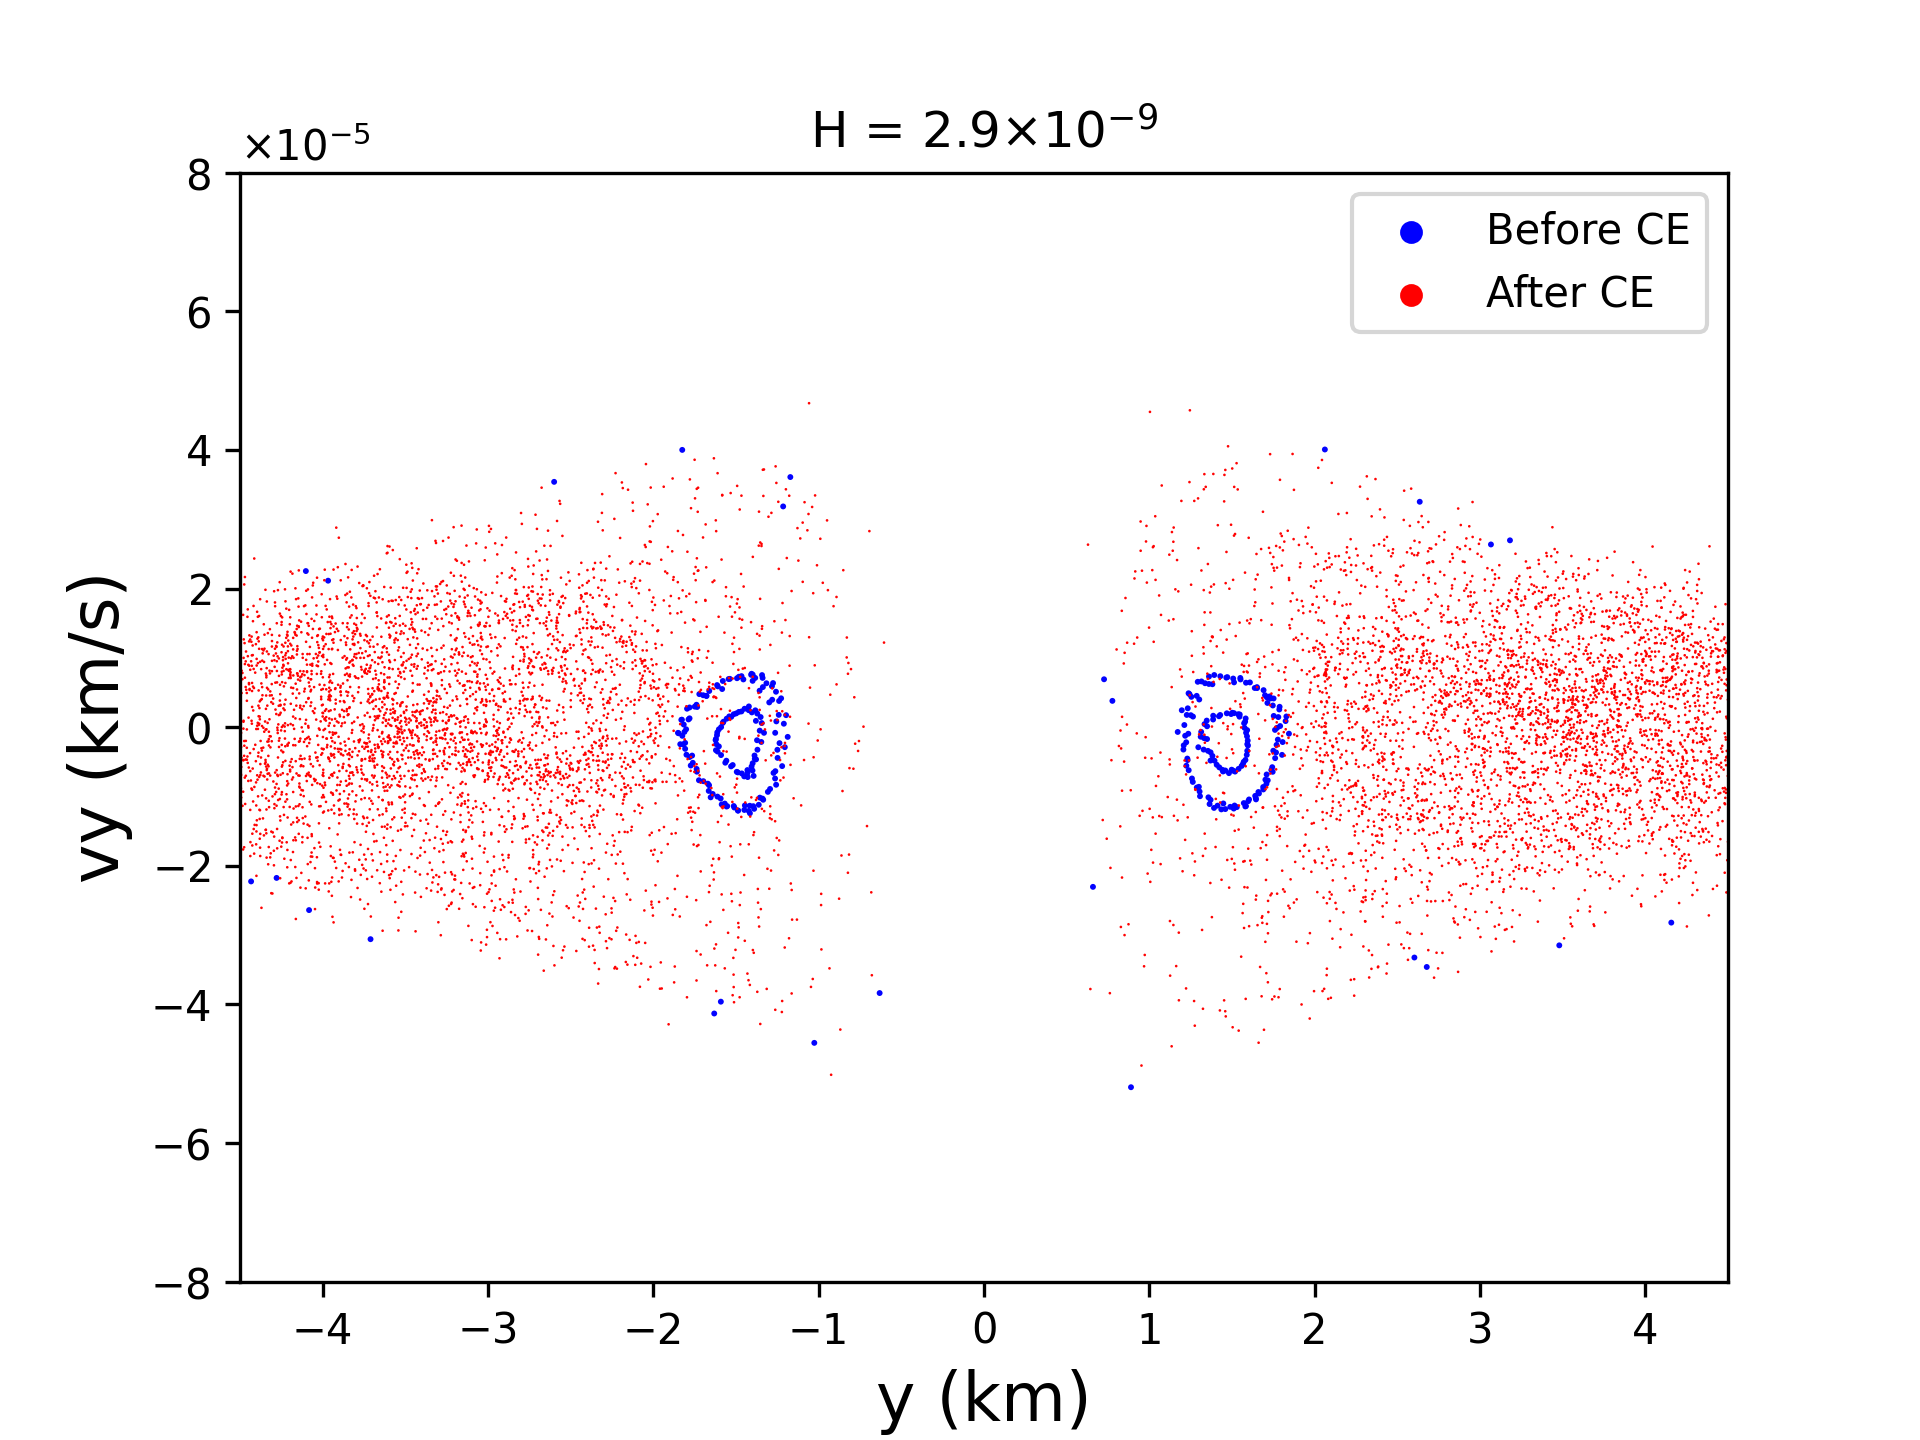 H = 2.9×10⁻⁹
×10⁻⁵
8
6
4
2
0
−2
−4
−6
−8
vy (km/s)
Before CE
After CE
−4 −3 −2 −1 0 1 2 3 4
y (km)